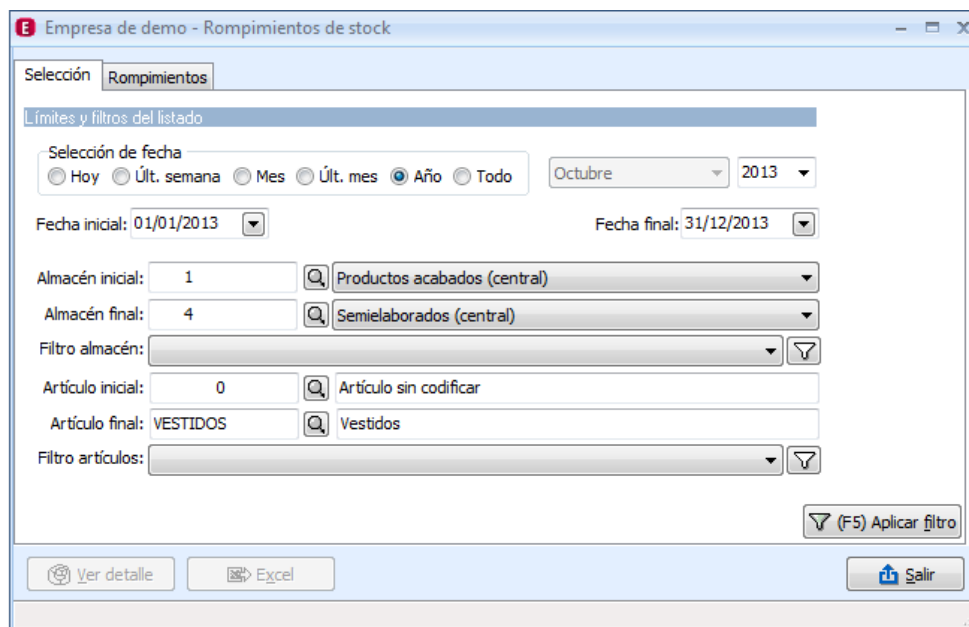 E Empresa de demo - Rompimientos de stock
Selección Rompimientos
Límites y filtros del listado
Selección de fecha
Hoy Últ. semana Mes Últ. mes Año Todo Octubre 2013
Fecha inicial: 01/01/2013 Fecha final: 31/12/2013
Almacén inicial: 1 Productos acabados (central)
Almacén final: 4 Semielaborados (central)
Filtro almacén:
Artículo inicial: 0 Artículo sin codificar
Artículo final: VESTIDOS Vestidos
Filtro artículos:
(F5) Aplicar filtro
Ver detalle Excel Salir